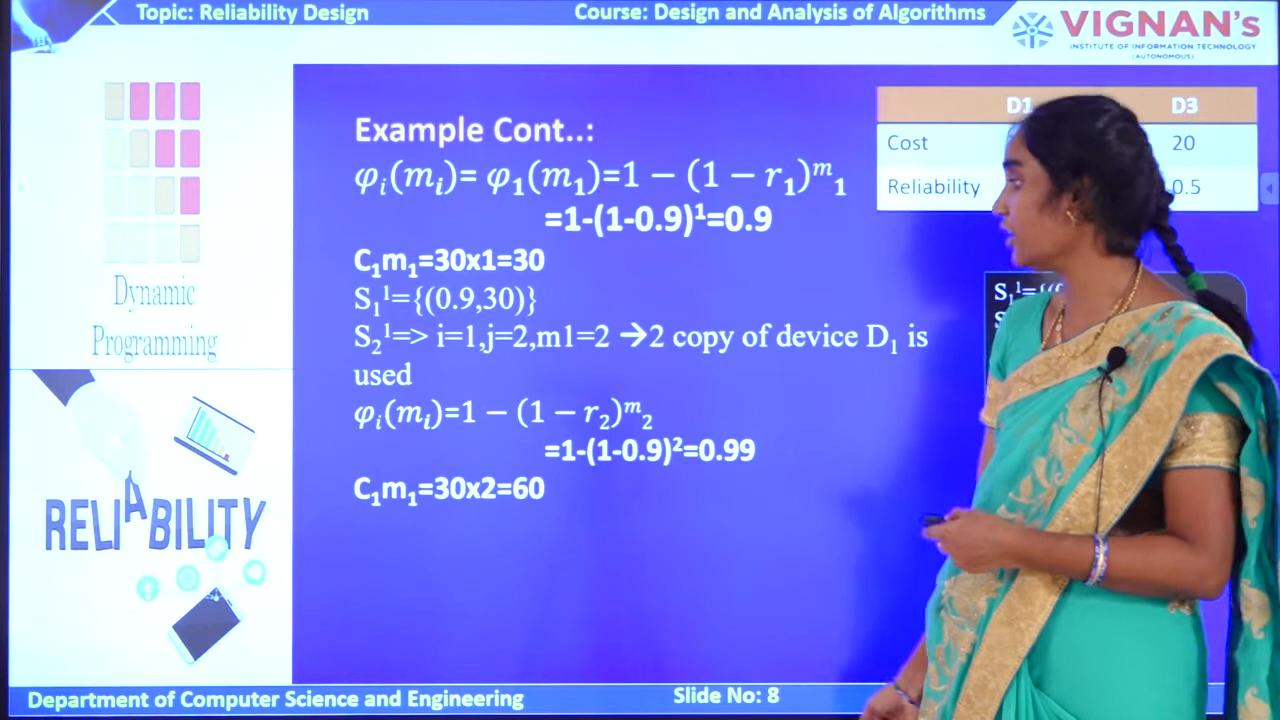 Topic: Reliability Design
Course: Design and Analysis of Algorithms
VIGNAN's
INSTITUTE OF INFORMATION TECHNOLOGY
(AUTONOMOUS)
D1 D3
Cost 20
Reliability 0.5
Example Cont..:
φᵢ(mᵢ)= φ₁(m₁)=1 − (1 − r₁)ᵐ₁
=1-(1-0.9)¹=0.9
C₁m₁=30x1=30
S₁¹={(0.9,30)}
S₂¹=> i=1,j=2,m1=2 →2 copy of device D₁ is
used
φᵢ(mᵢ)=1 − (1 − r₂)ᵐ₂
=1-(1-0.9)²=0.99
C₁m₁=30x2=60
S₁¹={(
Dynamic
Programming
RELIABILITY
Department of Computer Science and Engineering
Slide No: 8